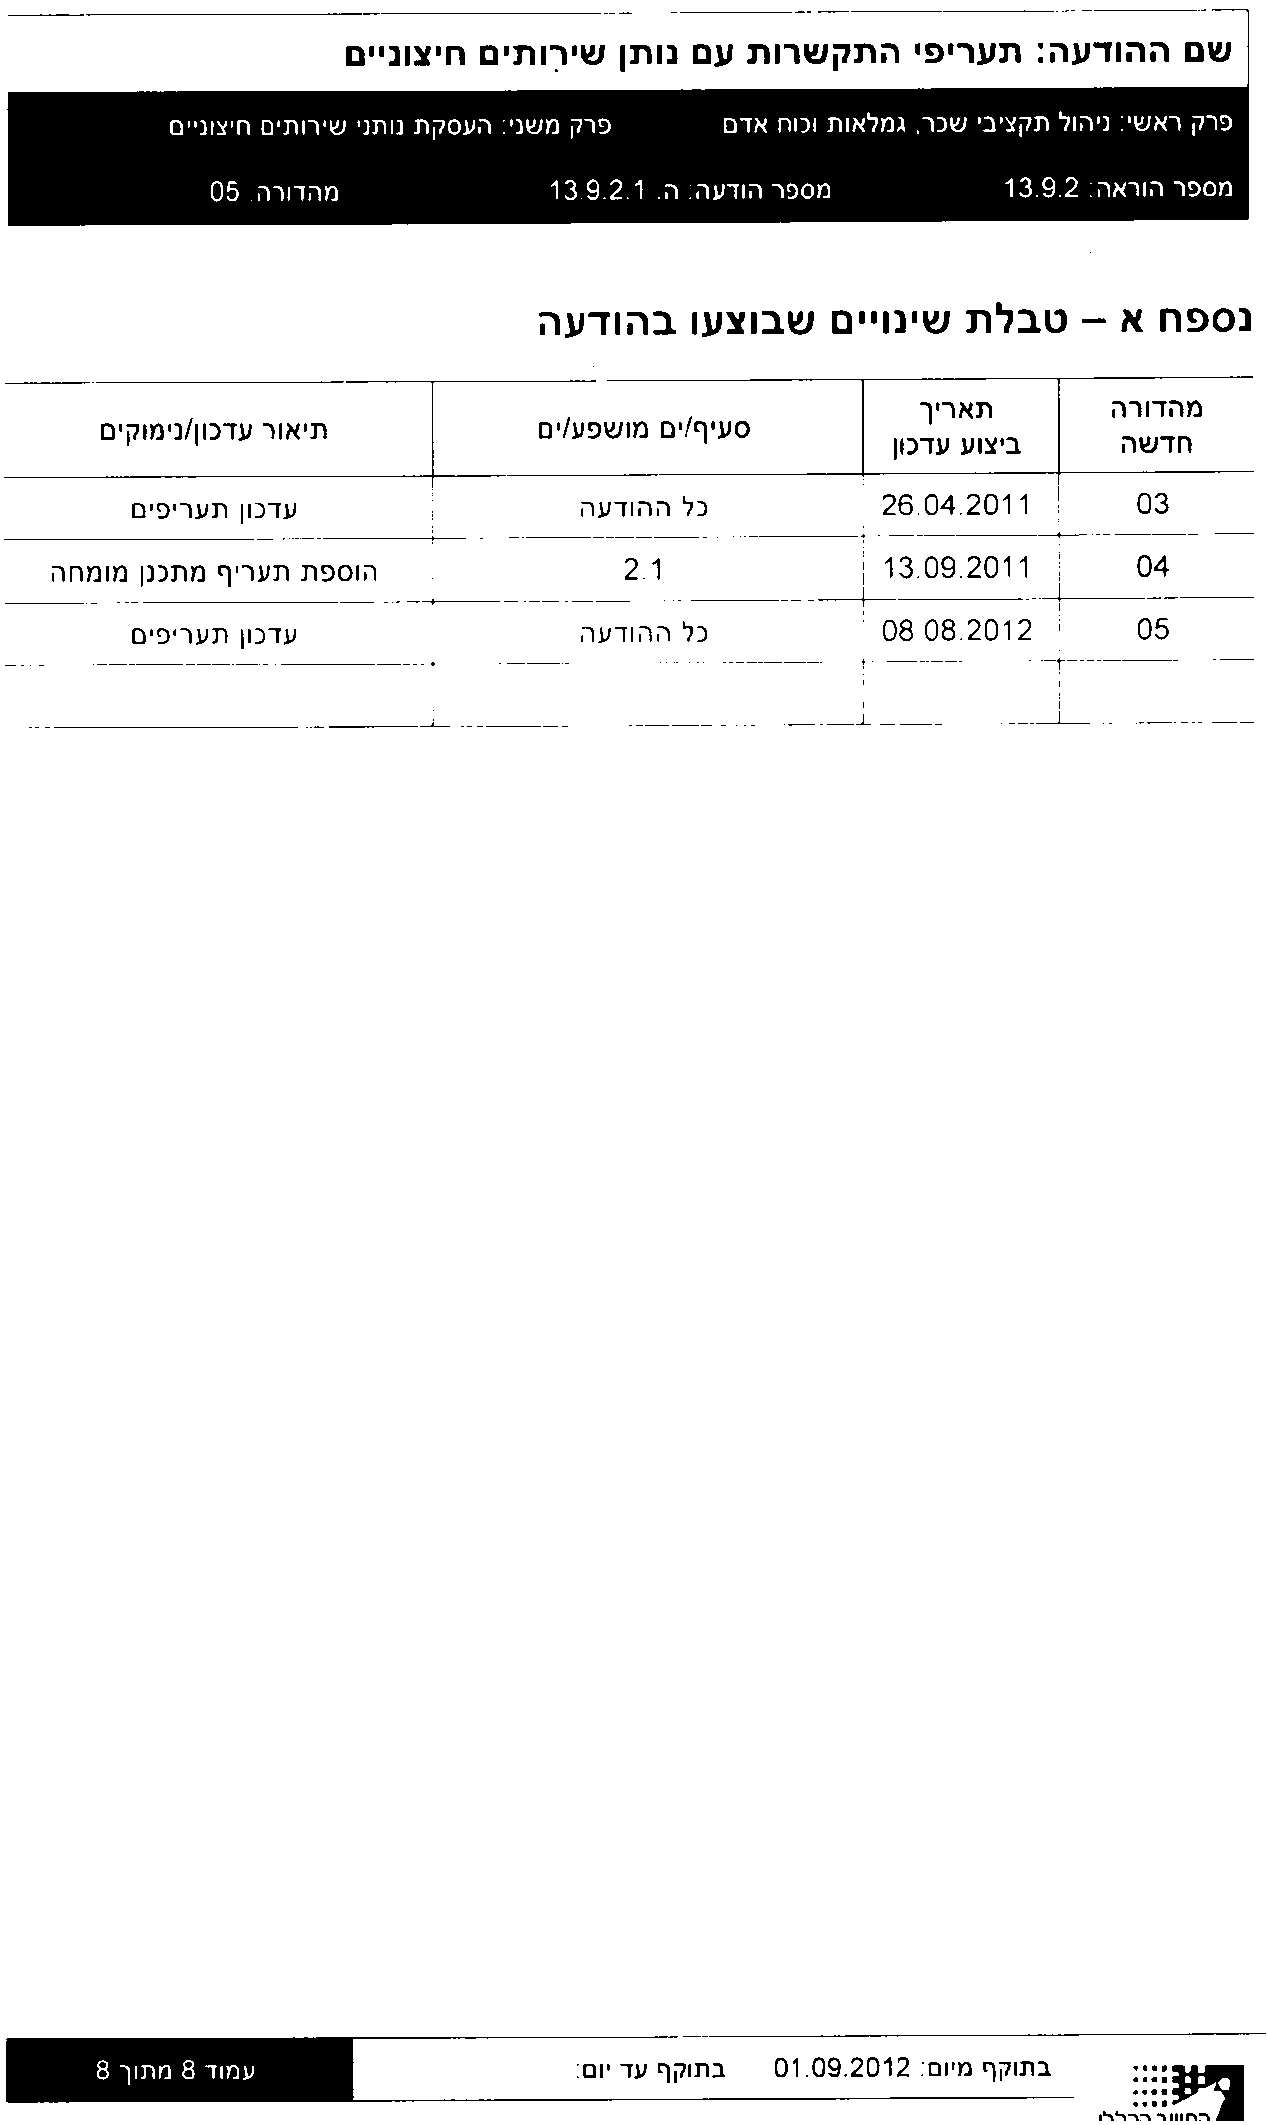 שם ההודעה: תעריפי התקשרות עם נותן שירותים חיצוניים
פרק ראשי: ניהול תקציבי שכר, גמלאות וכוח אדם פרק משני: העסקת נותני שירותים חיצוניים
מספר הוראה: 13.9.2 מספר הודעה: ה. 13.9.2.1 מהדורה. 05
נספח א – טבלת שינויים שבוצעו בהודעה
מהדורה חדשה תאריך ביצוע עדכון סעיף/ים מושפע/ים תיאור עדכון/נימוקים
03 26.04.2011 כל ההודעה עדכון תעריפים
04 13.09.2011 2.1 הוספת תעריף מתכנן מומחה
05 08 08.2012 כל ההודעה עדכון תעריפים
בתוקף מיום: 01.09.2012 בתוקף עד יום: עמוד 8 מתוך 8
החשב הכללי